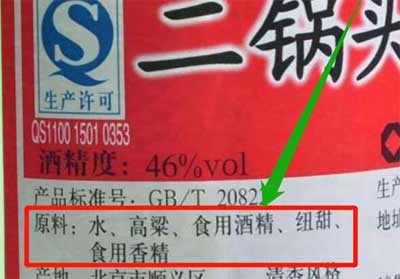 二锅头
生产许可
QS1100 1501 0353
酒精度：46%vol
产品标准号：GB/T 2082
原料：水、高粱、食用酒精、纽甜、
食用香精
生产
地址
产地 北京市顺义区 清香风格